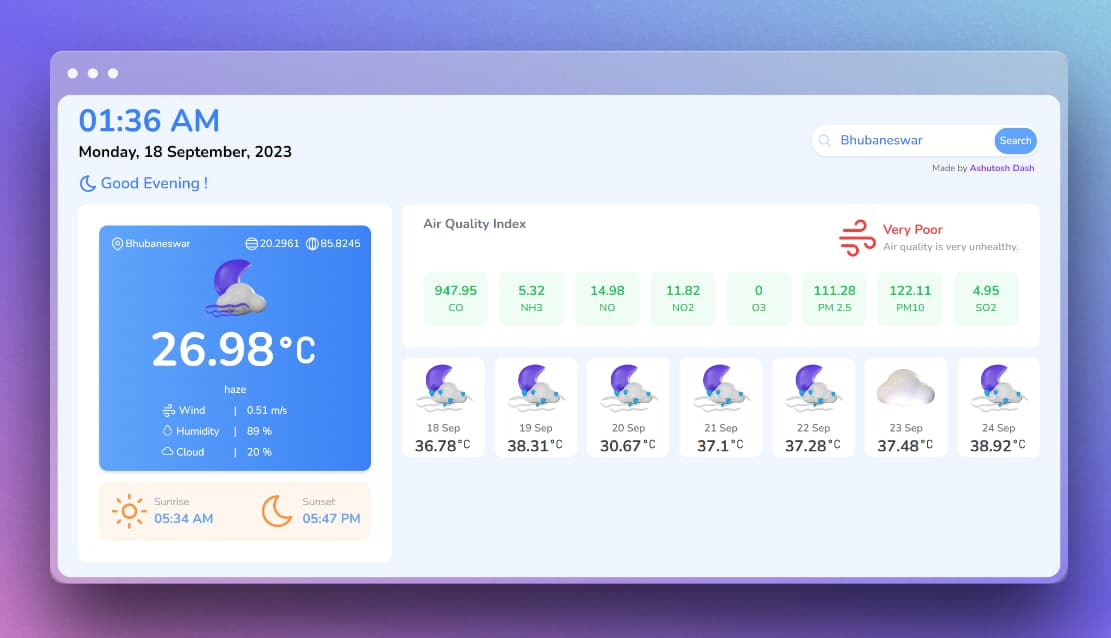 01:36 AM
Monday, 18 September, 2023
Good Evening !
Bhubaneswar
Search
Made by Ashutosh Dash
Bhubaneswar 20.2961 85.8245
26.98°C
haze
Wind | 0.51 m/s
Humidity | 89 %
Cloud | 20 %
Sunrise
05:34 AM
Sunset
05:47 PM
Air Quality Index
Very Poor
Air quality is very unhealthy.
947.95 5.32 14.98 11.82 0 111.28 122.11 4.95
CO NH3 NO NO2 O3 PM 2.5 PM10 SO2
18 Sep 19 Sep 20 Sep 21 Sep 22 Sep 23 Sep 24 Sep
36.78°C 38.31°C 30.67°C 37.1°C 37.28°C 37.48°C 38.92°C